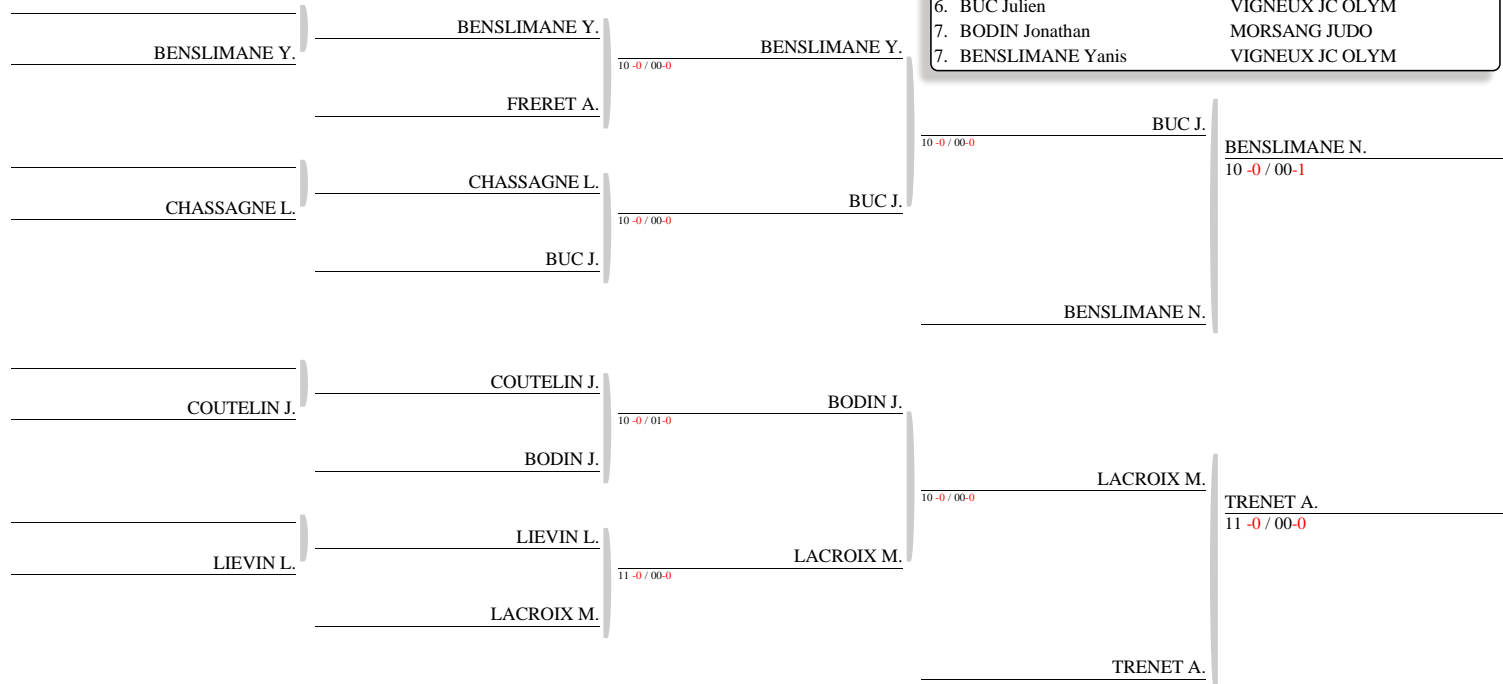 6. BUC Julien VIGNEUX JC OLYM
7. BODIN Jonathan MORSANG JUDO
7. BENSLIMANE Yanis VIGNEUX JC OLYM
BENSLIMANE Y.
CHASSAGNE L.
COUTELIN J.
LIEVIN L.
BENSLIMANE Y.
FRERET A.
CHASSAGNE L.
BUC J.
COUTELIN J.
BODIN J.
LIEVIN L.
LACROIX M.
BENSLIMANE Y.
10 -0 / 00-0
BUC J.
10 -0 / 00-0
BODIN J.
10 -0 / 01-0
LACROIX M.
11 -0 / 00-0
BUC J.
10 -0 / 00-0
BENSLIMANE N.
LACROIX M.
10 -0 / 00-0
TRENET A.
BENSLIMANE N.
10 -0 / 00-1
TRENET A.
11 -0 / 00-0